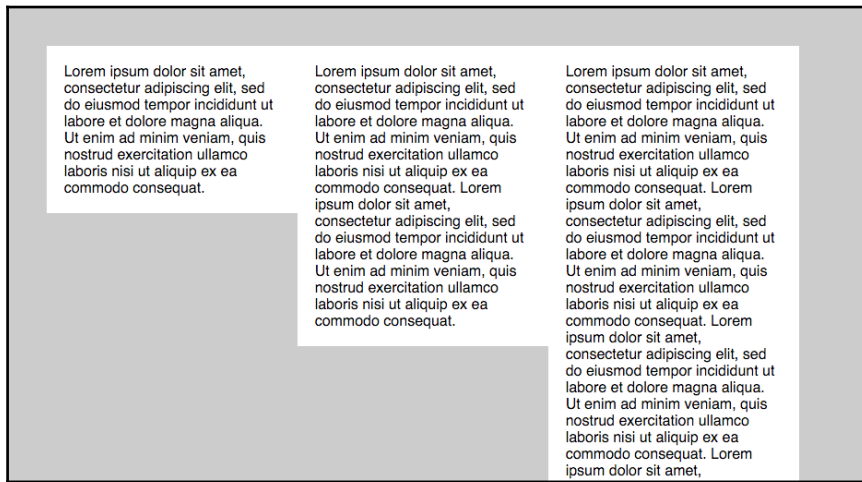 Lorem ipsum dolor sit amet,
consectetur adipiscing elit, sed
do eiusmod tempor incididunt ut
labore et dolore magna aliqua.
Ut enim ad minim veniam, quis
nostrud exercitation ullamco
laboris nisi ut aliquip ex ea
commodo consequat.
Lorem ipsum dolor sit amet,
consectetur adipiscing elit, sed
do eiusmod tempor incididunt ut
labore et dolore magna aliqua.
Ut enim ad minim veniam, quis
nostrud exercitation ullamco
laboris nisi ut aliquip ex ea
commodo consequat. Lorem
ipsum dolor sit amet,
consectetur adipiscing elit, sed
do eiusmod tempor incididunt ut
labore et dolore magna aliqua.
Ut enim ad minim veniam, quis
nostrud exercitation ullamco
laboris nisi ut aliquip ex ea
commodo consequat.
Lorem ipsum dolor sit amet,
consectetur adipiscing elit, sed
do eiusmod tempor incididunt ut
labore et dolore magna aliqua.
Ut enim ad minim veniam, quis
nostrud exercitation ullamco
laboris nisi ut aliquip ex ea
commodo consequat. Lorem
ipsum dolor sit amet,
consectetur adipiscing elit, sed
do eiusmod tempor incididunt ut
labore et dolore magna aliqua.
Ut enim ad minim veniam, quis
nostrud exercitation ullamco
laboris nisi ut aliquip ex ea
commodo consequat. Lorem
ipsum dolor sit amet,
consectetur adipiscing elit, sed
do eiusmod tempor incididunt ut
labore et dolore magna aliqua.
Ut enim ad minim veniam, quis
nostrud exercitation ullamco
laboris nisi ut aliquip ex ea
commodo consequat. Lorem
ipsum dolor sit amet,